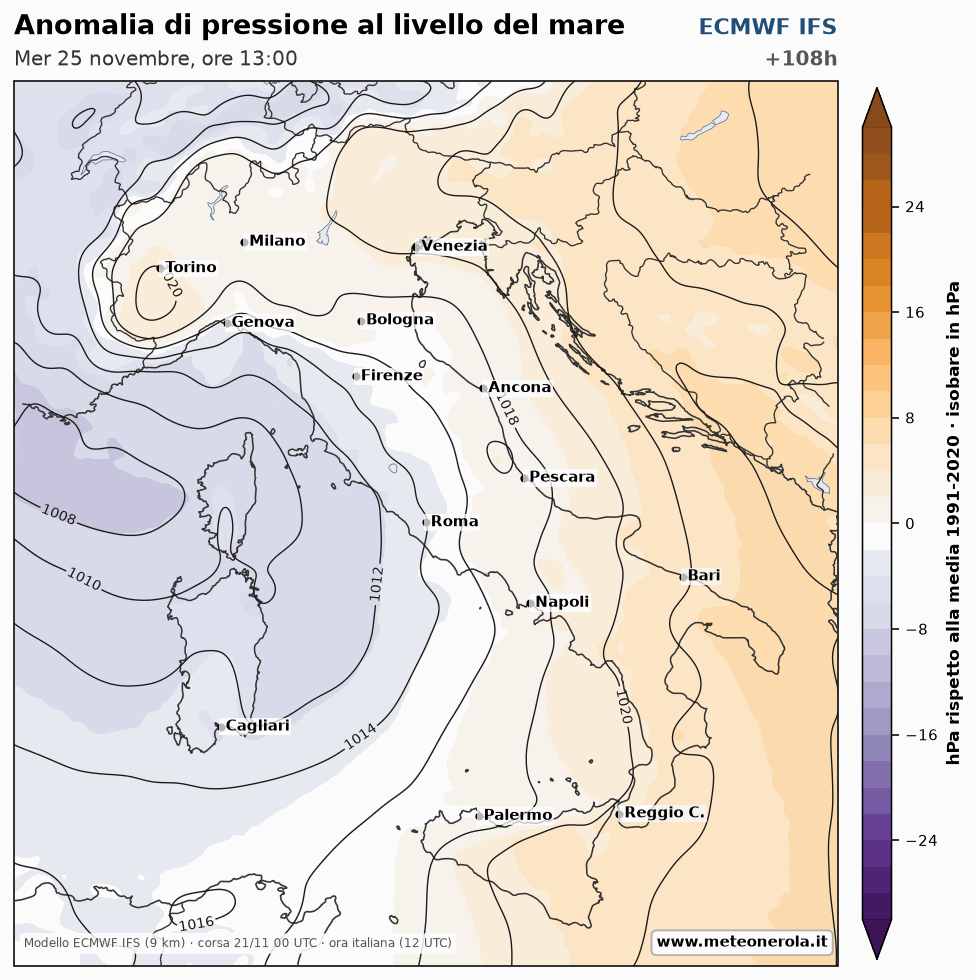 Anomalia di pressione al livello del mare
ECMWF IFS
Mer 25 novembre, ore 13:00
+108h
Milano
Venezia
Torino
1020
Genova
Bologna
Firenze
Ancona
1018
Pescara
1008
Roma
1010
1012
Bari
Napoli
1020
Cagliari
1014
Palermo
Reggio C.
1016
Modello ECMWF IFS (9 km) · corsa 21/11 00 UTC · ora italiana (12 UTC)
www.meteonerola.it
24
16
8
0
−8
−16
−24
hPa rispetto alla media 1991-2020 · isobare in hPa